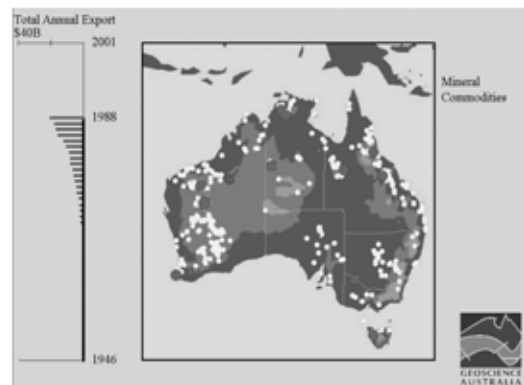 Total Annual Export
$40B
2001
1988
1946
Mineral
Commodities
GEOSCIENCE
AUSTRALIA